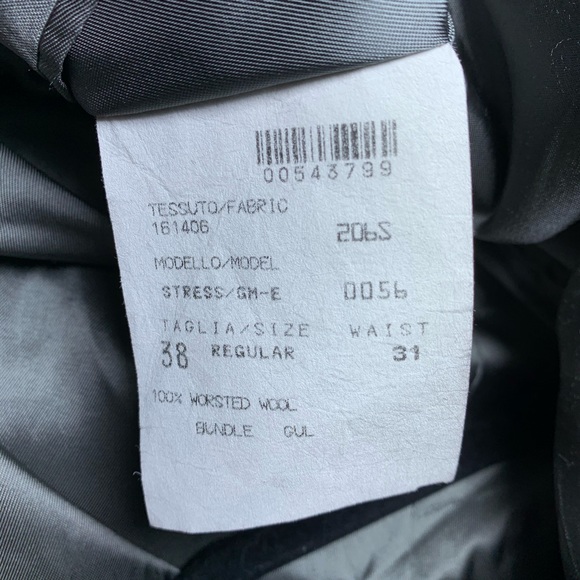 00543799
TESSUTO/FABRIC
161406 206S
MODELLO/MODEL
STRESS/GM-E 0056
TAGLIA/SIZE WAIST
38 REGULAR 31
100% WORSTED WOOL
BUNDLE GUL